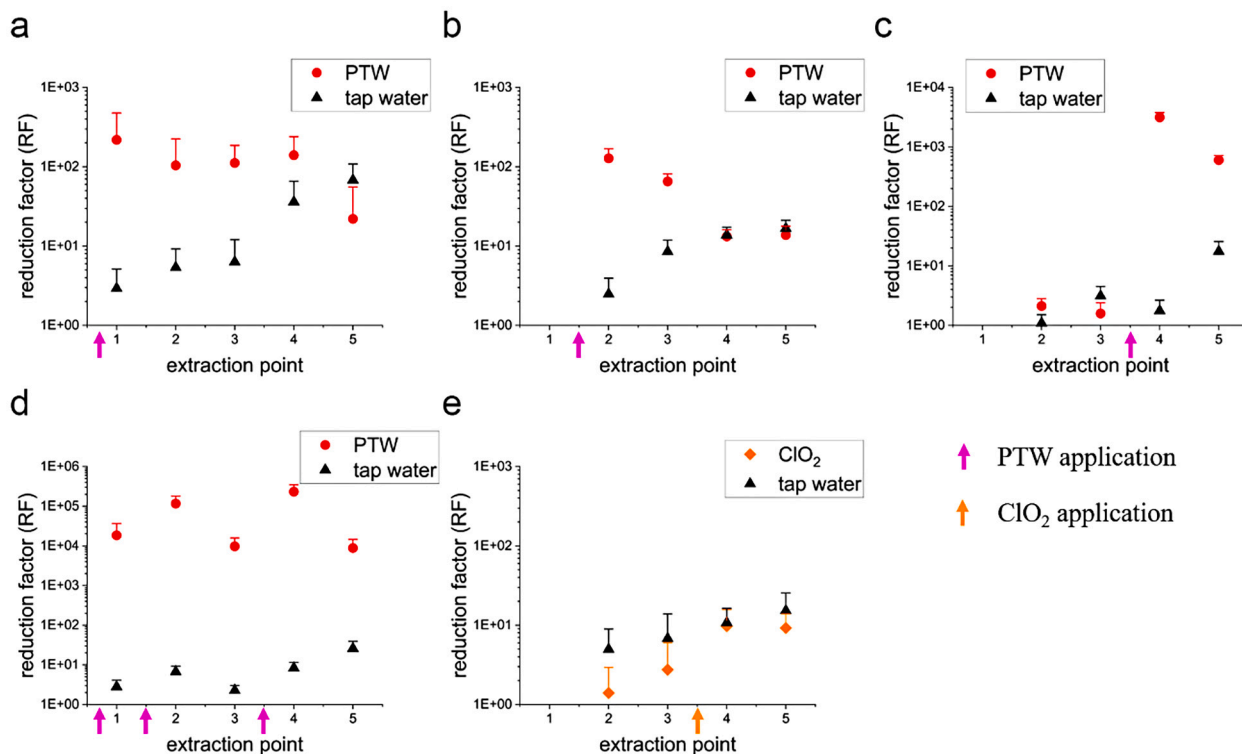 a
PTW
tap water
1E+03
1E+02
1E+01
1E+00
reduction factor (RF)
1 2 3 4 5
extraction point
b
PTW
tap water
1E+03
1E+02
1E+01
1E+00
reduction factor (RF)
1 2 3 4 5
extraction point
c
PTW
tap water
1E+04
1E+03
1E+02
1E+01
1E+00
reduction factor (RF)
1 2 3 4 5
extraction point
d
PTW
tap water
1E+06
1E+05
1E+04
1E+03
1E+02
1E+01
1E+00
reduction factor (RF)
1 2 3 4 5
extraction point
e
ClO₂
tap water
1E+03
1E+02
1E+01
1E+00
reduction factor (RF)
1 2 3 4 5
extraction point
PTW application
ClO₂ application